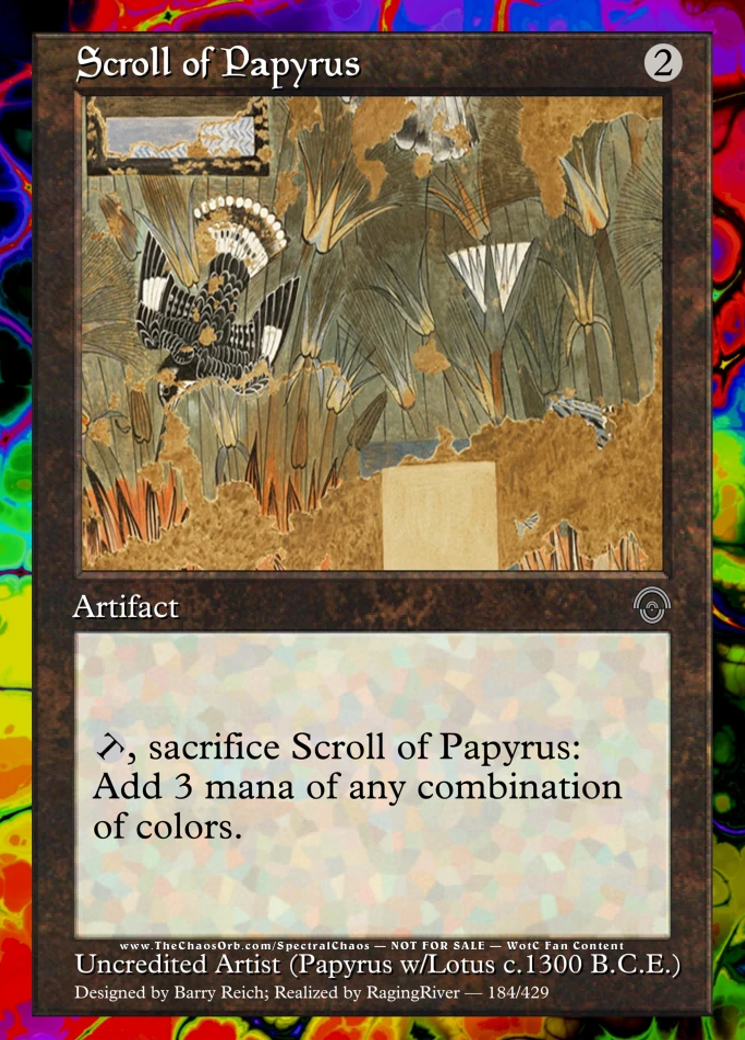 Scroll of Papyrus
2
Artifact
, sacrifice Scroll of Papyrus:
Add 3 mana of any combination
of colors.
www.TheChaosOrb.com/SpectralChaos — NOT FOR SALE — WotC Fan Content
Uncredited Artist (Papyrus w/Lotus c.1300 B.C.E.)
Designed by Barry Reich; Realized by RagingRiver — 184/429